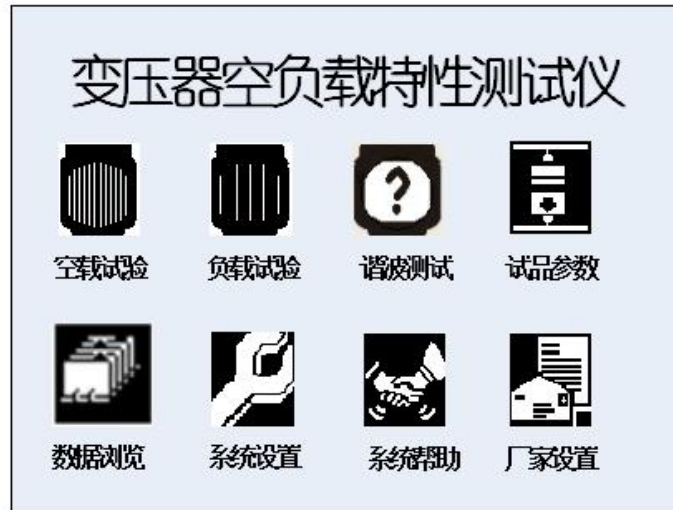 变压器空负载特性测试仪
空载试验 负载试验 谐波测试 试品参数
数据浏览 系统设置 系统帮助 厂家设置